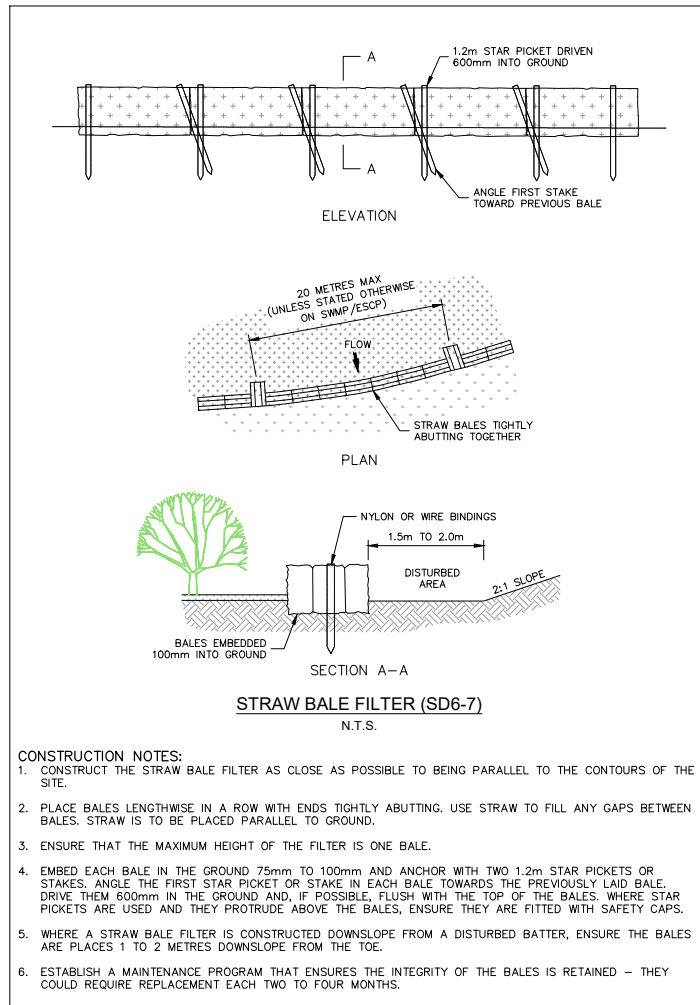 A
1.2m STAR PICKET DRIVEN
600mm INTO GROUND
A
ANGLE FIRST STAKE
TOWARD PREVIOUS BALE
ELEVATION
20 METRES MAX
(UNLESS STATED OTHERWISE
ON SWMP/ESCP)
FLOW
STRAW BALES TIGHTLY
ABUTTING TOGETHER
PLAN
NYLON OR WIRE BINDINGS
1.5m TO 2.0m
DISTURBED
AREA
2:1 SLOPE
BALES EMBEDDED
100mm INTO GROUND
SECTION A-A
STRAW BALE FILTER (SD6-7)
N.T.S.
CONSTRUCTION NOTES:
1. CONSTRUCT THE STRAW BALE FILTER AS CLOSE AS POSSIBLE TO BEING PARALLEL TO THE CONTOURS OF THE
SITE.
2. PLACE BALES LENGTHWISE IN A ROW WITH ENDS TIGHTLY ABUTTING. USE STRAW TO FILL ANY GAPS BETWEEN
BALES. STRAW IS TO BE PLACED PARALLEL TO GROUND.
3. ENSURE THAT THE MAXIMUM HEIGHT OF THE FILTER IS ONE BALE.
4. EMBED EACH BALE IN THE GROUND 75mm TO 100mm AND ANCHOR WITH TWO 1.2m STAR PICKETS OR
STAKES. ANGLE THE FIRST STAR PICKET OR STAKE IN EACH BALE TOWARDS THE PREVIOUSLY LAID BALE.
DRIVE THEM 600mm IN THE GROUND AND, IF POSSIBLE, FLUSH WITH THE TOP OF THE BALES. WHERE STAR
PICKETS ARE USED AND THEY PROTRUDE ABOVE THE BALES, ENSURE THEY ARE FITTED WITH SAFETY CAPS.
5. WHERE A STRAW BALE FILTER IS CONSTRUCTED DOWNSLOPE FROM A DISTURBED BATTER, ENSURE THE BALES
ARE PLACES 1 TO 2 METRES DOWNSLOPE FROM THE TOE.
6. ESTABLISH A MAINTENANCE PROGRAM THAT ENSURES THE INTEGRITY OF THE BALES IS RETAINED – THEY
COULD REQUIRE REPLACEMENT EACH TWO TO FOUR MONTHS.